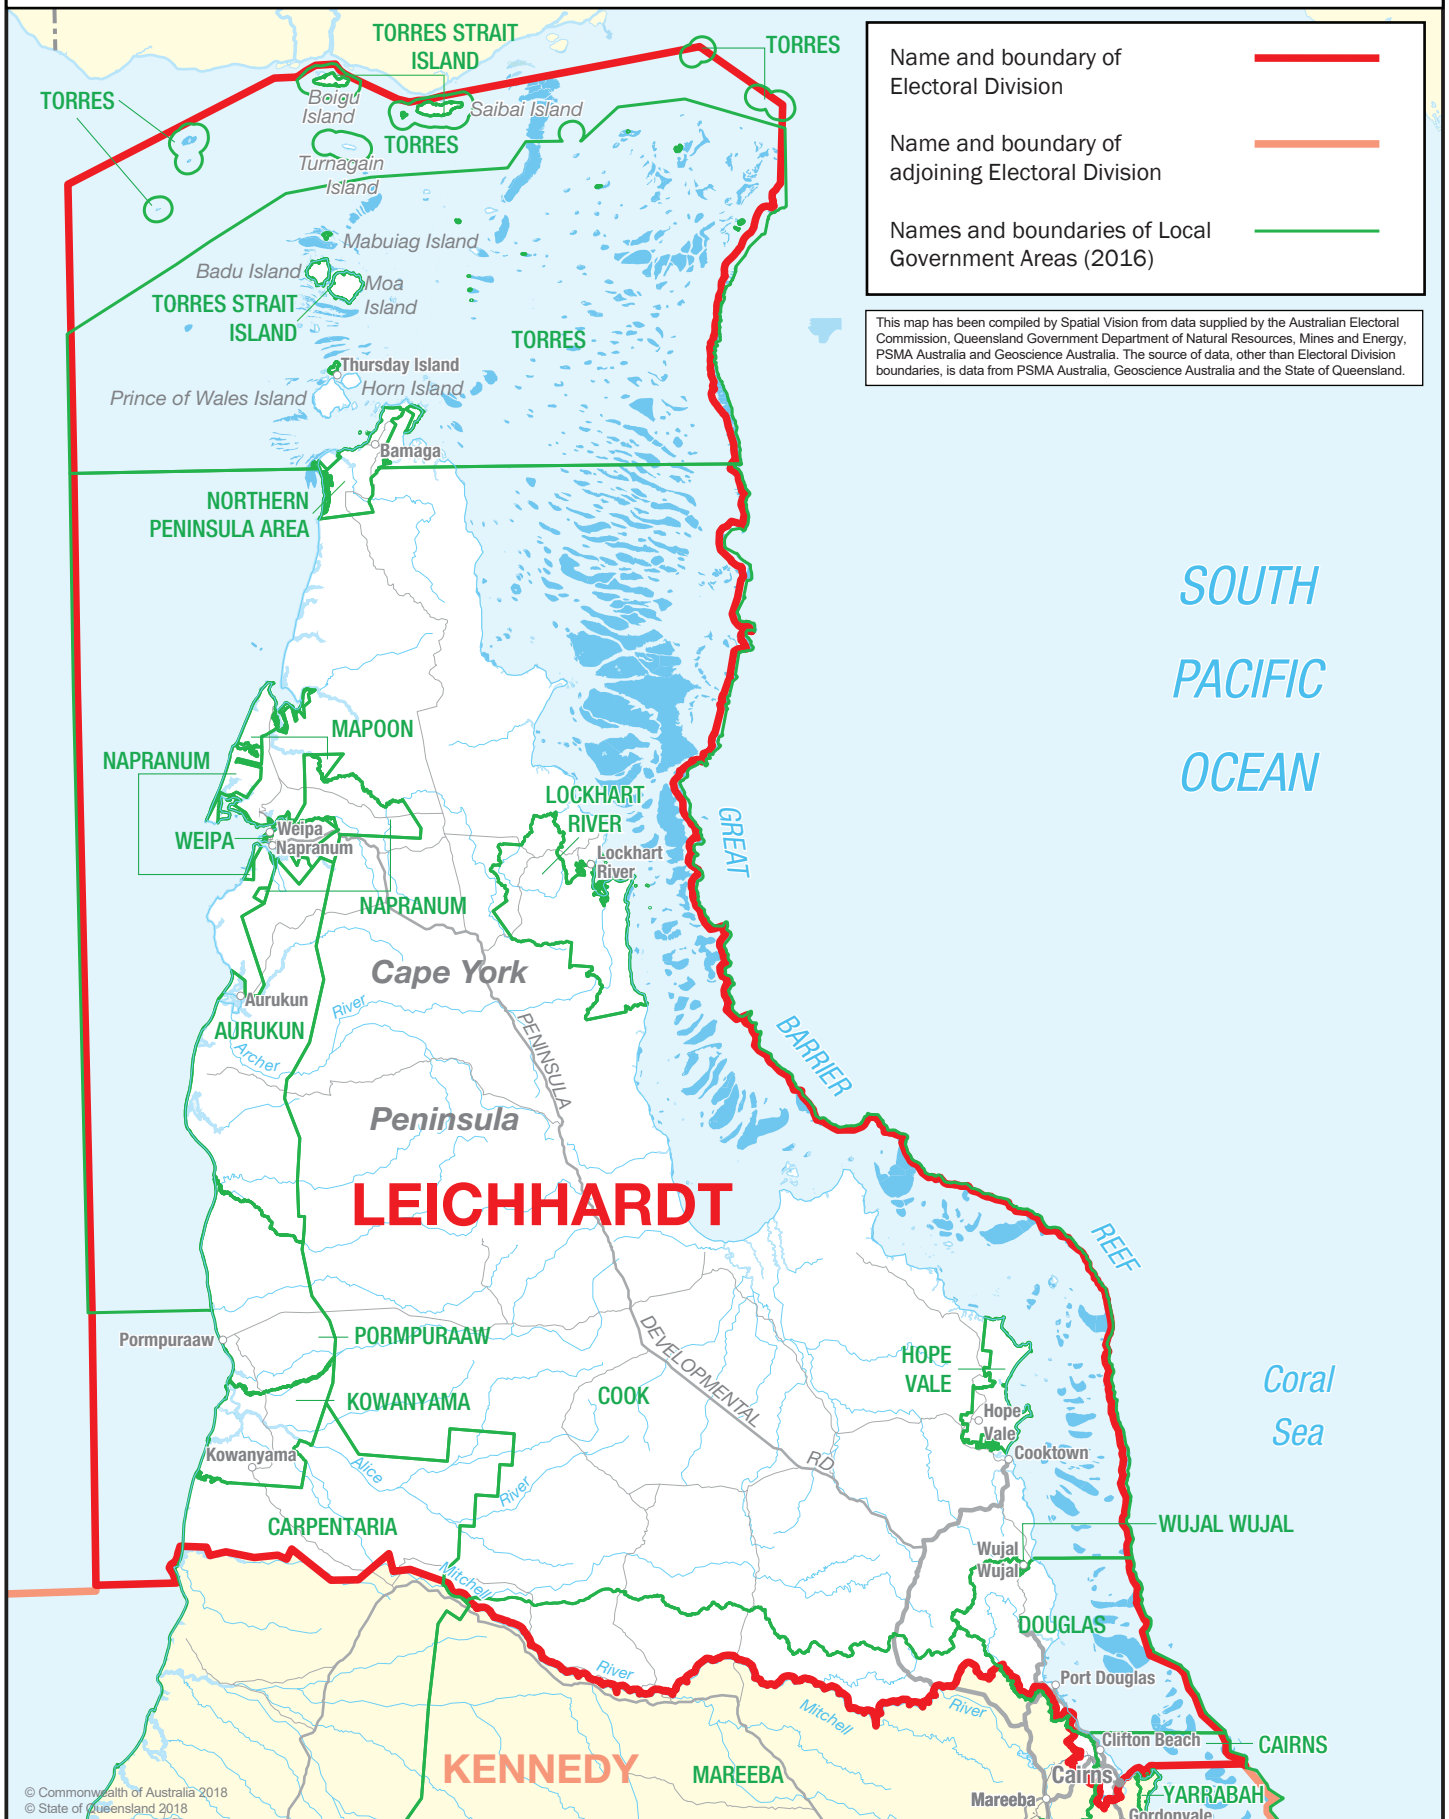 TORRES STRAIT
ISLAND
TORRES
TORRES
Boigu
Island
Saibai Island
TORRES
Turnagain
Island
Mabuiag Island
Badu Island
Moa
Island
TORRES STRAIT
ISLAND
TORRES
Thursday Island
Horn Island
Prince of Wales Island
Bamaga
NORTHERN
PENINSULA AREA
Name and boundary of
Electoral Division
Name and boundary of
adjoining Electoral Division
Names and boundaries of Local
Government Areas (2016)
This map has been compiled by Spatial Vision from data supplied by the Australian Electoral
Commission, Queensland Government Department of Natural Resources, Mines and Energy,
PSMA Australia and Geoscience Australia. The source of data, other than Electoral Division
boundaries, is data from PSMA Australia, Geoscience Australia and the State of Queensland.
SOUTH
PACIFIC
OCEAN
MAPOON
NAPRANUM
WEIPA
Weipa
Napranum
NAPRANUM
LOCKHART
RIVER
Lockhart
River
GREAT
BARRIER
REEF
Cape York
Peninsula
Aurukun
AURUKUN
River
Archer
PENINSULA
LEICHHARDT
Pormpuraaw
PORMPURAAW
KOWANYAMA
COOK
DEVELOPMENTAL
RD
HOPE
VALE
Hope
Vale
Cooktown
Coral
Sea
Kowanyama
Alice
River
CARPENTARIA
WUJAL WUJAL
Wujal
Wujal
Mitchell
River
DOUGLAS
Port Douglas
Mitchell
River
Clifton Beach
CAIRNS
Cairns
KENNEDY
MAREEBA
Mareeba
YARRABAH
Gordonvale
© Commonwealth of Australia 2018
© State of Queensland 2018